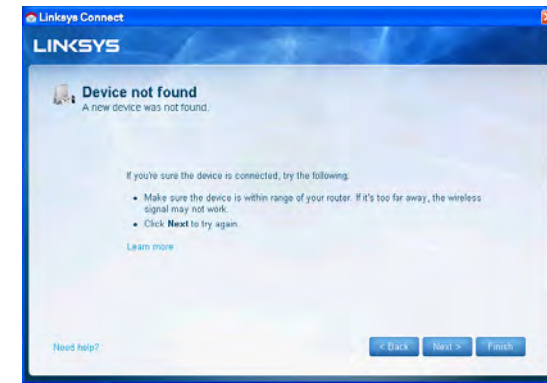 Linksys Connect
LINKSYS
Device not found
A new device was not found.
If you're sure the device is connected, try the following:
• Make sure the device is within range of your router. If it's too far away, the wireless
signal may not work.
• Click Next to try again.
Learn more
Need help?
< Back Next > Finish